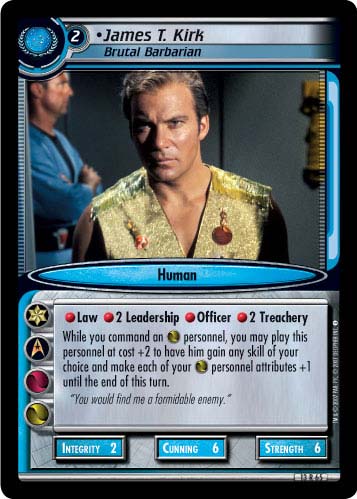 2 •James T. Kirk
Brutal Barbarian
Human
Law 2 Leadership Officer 2 Treachery
While you command an personnel, you may play this
personnel at cost +2 to have him gain any skill of your
choice and make each of your personnel attributes +1
until the end of this turn.
"You would find me a formidable enemy."
INTEGRITY 2 CUNNING 6 STRENGTH 6
13 R 65